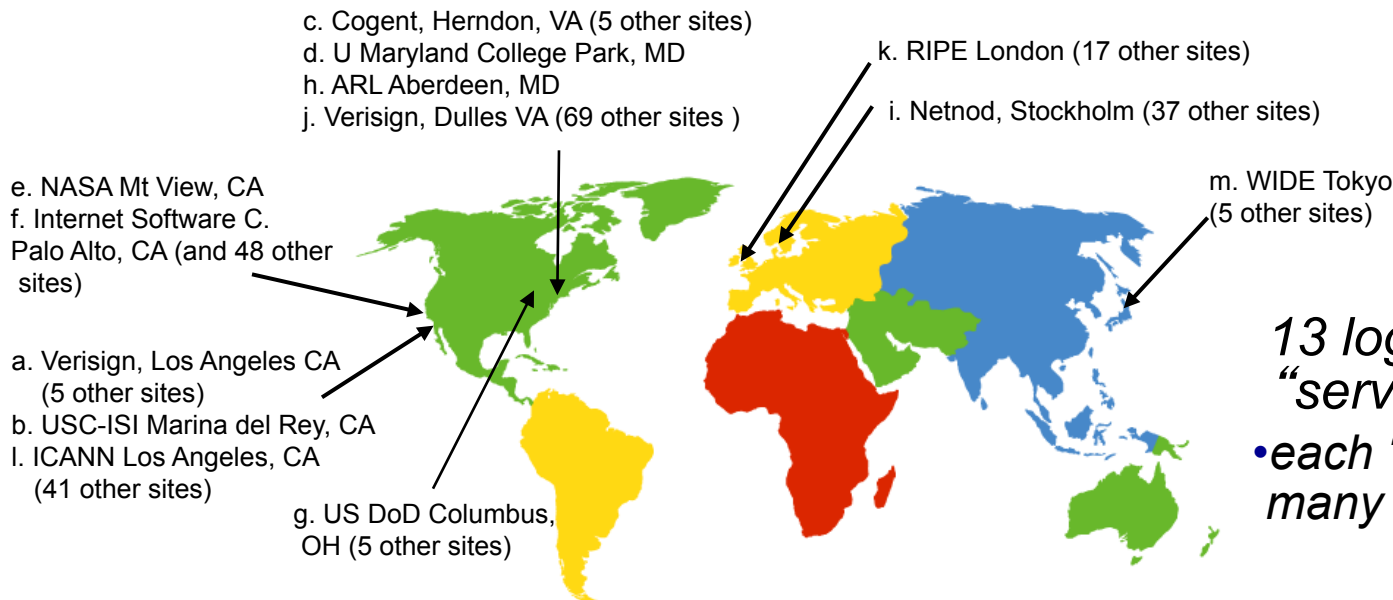 c. Cogent, Herndon, VA (5 other sites)
d. U Maryland College Park, MD
h. ARL Aberdeen, MD
j. Verisign, Dulles VA (69 other sites )
k. RIPE London (17 other sites)
i. Netnod, Stockholm (37 other sites)
e. NASA Mt View, CA
f. Internet Software C.
Palo Alto, CA (and 48 other
sites)
m. WIDE Tokyo
(5 other sites)
a. Verisign, Los Angeles CA
(5 other sites)
b. USC-ISI Marina del Rey, CA
l. ICANN Los Angeles, CA
(41 other sites)
g. US DoD Columbus,
OH (5 other sites)
13 log
“serv
•each “
many